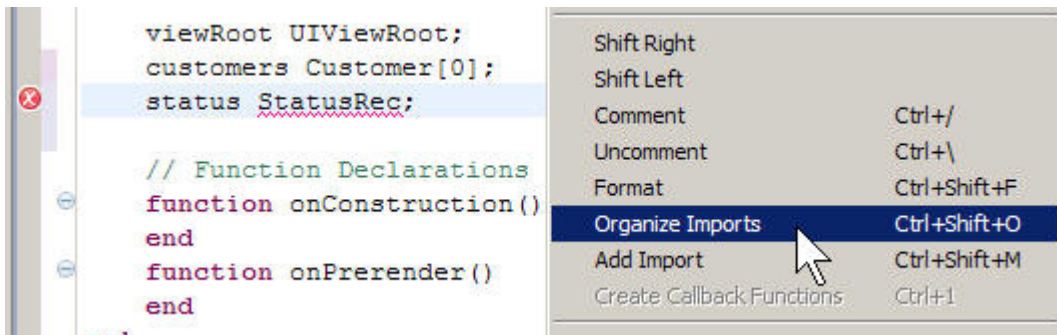 viewRoot UIViewRoot;
customers Customer[0];
status StatusRec;
// Function Declarations
function onConstruction()
end
function onPrerender()
end
Shift Right
Shift Left
Comment Ctrl+/
Uncomment Ctrl+\
Format Ctrl+Shift+F
Organize Imports Ctrl+Shift+O
Add Import Ctrl+Shift+M
Create Callback Functions Ctrl+1